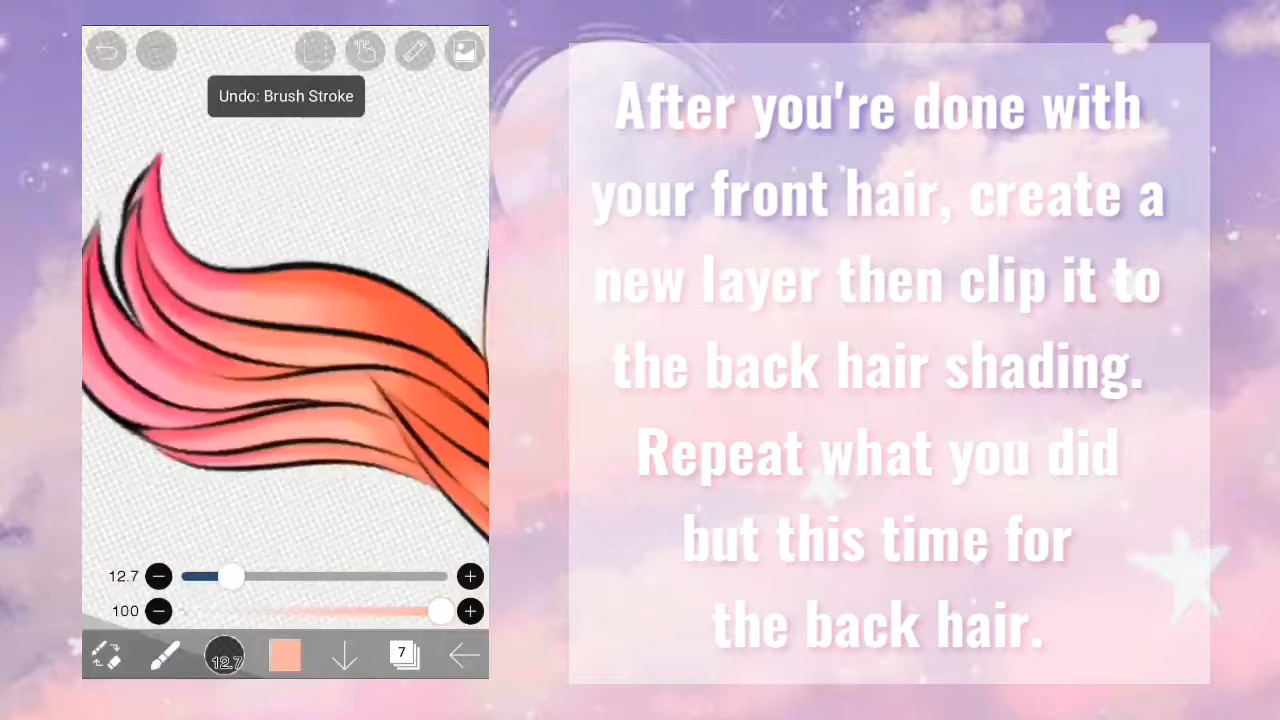 Undo: Brush Stroke
12.7
100
12.7
7
After you're done with
your front hair, create a
new layer then clip it to
the back hair shading.
Repeat what you did
but this time for
the back hair.